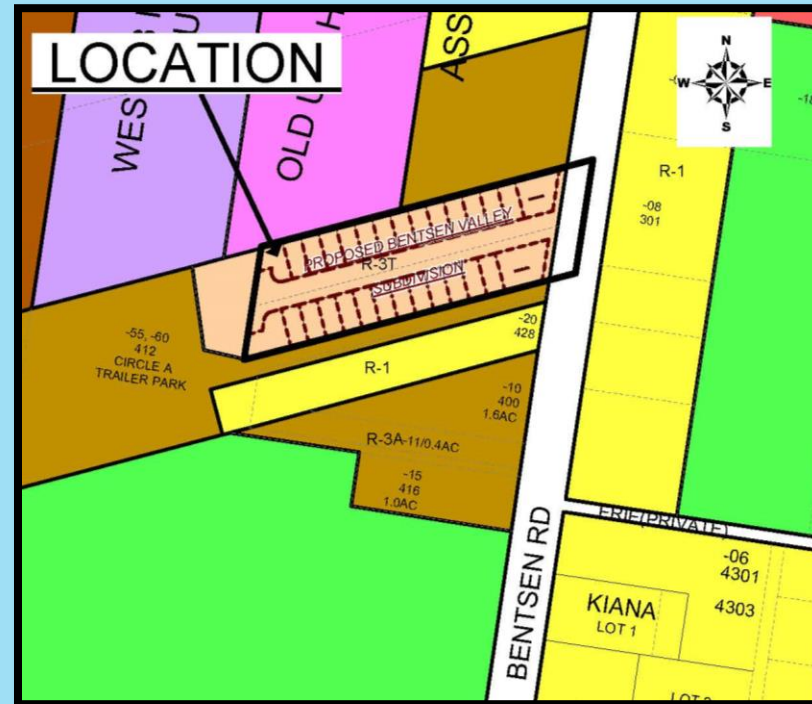 LOCATION
WES
OLD U
H
ASS
N
W
E
S
R-1
-08
301
PROPOSED BENTSEN VALLEY
R-3T
SUBDIVISION
-55, -60
412
CIRCLE A
TRAILER PARK
-20
428
R-1
-10
400
1.6AC
R-3A
-11/0.4AC
-15
416
1.0AC
BENTSEN RD
ERIE(PRIVATE)
-06
4301
4303
KIANA
LOT 1